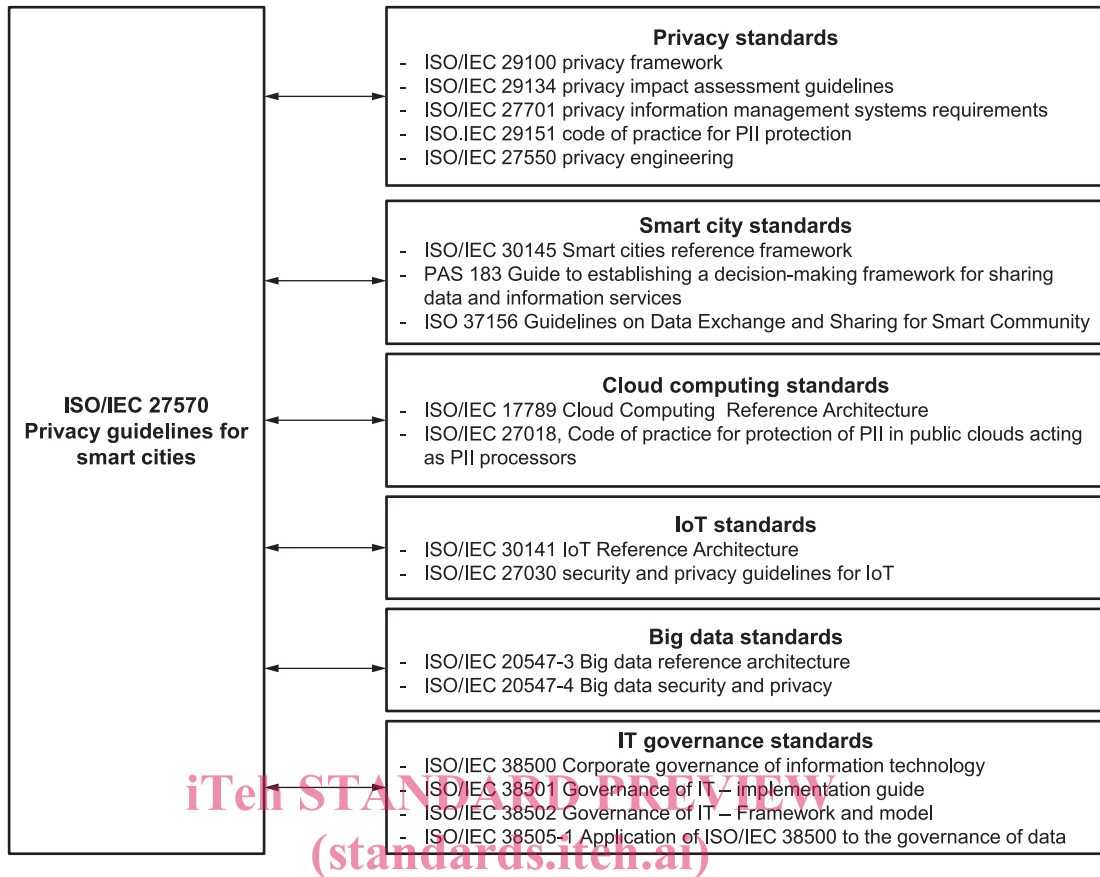 ISO/IEC 27570
Privacy guidelines for
smart cities
Privacy standards
- ISO/IEC 29100 privacy framework
- ISO/IEC 29134 privacy impact assessment guidelines
- ISO/IEC 27701 privacy information management systems requirements
- ISO.IEC 29151 code of practice for PII protection
- ISO/IEC 27550 privacy engineering
Smart city standards
- ISO/IEC 30145 Smart cities reference framework
- PAS 183 Guide to establishing a decision-making framework for sharing
data and information services
- ISO 37156 Guidelines on Data Exchange and Sharing for Smart Community
Cloud computing standards
- ISO/IEC 17789 Cloud Computing Reference Architecture
- ISO/IEC 27018, Code of practice for protection of PII in public clouds acting
as PII processors
IoT standards
- ISO/IEC 30141 IoT Reference Architecture
- ISO/IEC 27030 security and privacy guidelines for IoT
Big data standards
- ISO/IEC 20547-3 Big data reference architecture
- ISO/IEC 20547-4 Big data security and privacy
IT governance standards
- ISO/IEC 38500 Corporate governance of information technology
- ISO/IEC 38501 Governance of IT – implementation guide
- ISO/IEC 38502 Governance of IT – Framework and model
- ISO/IEC 38505-1 Application of ISO/IEC 38500 to the governance of data
iTeh STANDARD PREVIEW
(standards.iteh.ai)